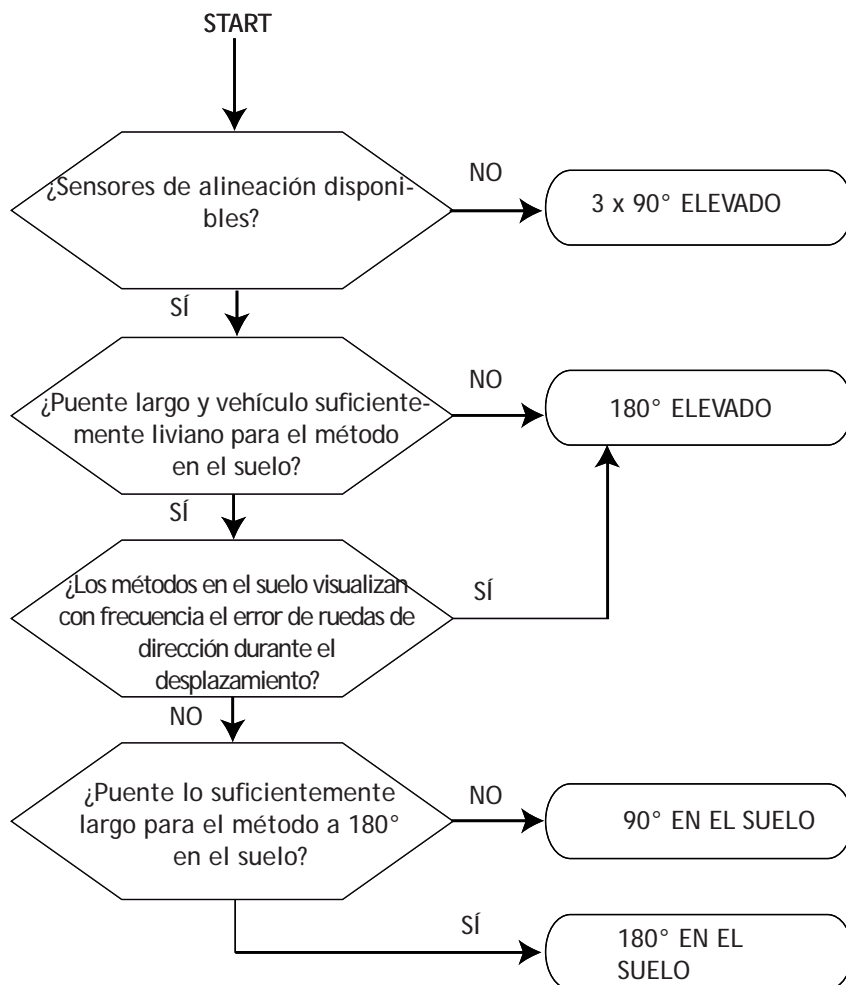 START
¿Sensores de alineación disponi-
bles?
NO
3 x 90° ELEVADO
SÍ
¿Puente largo y vehículo suficiente-
mente liviano para el método
en el suelo?
NO
180° ELEVADO
SÍ
¿Los métodos en el suelo visualizan
con frecuencia el error de ruedas de
dirección durante el
desplazamiento?
SÍ
NO
¿Puente lo suficientemente
largo para el método a 180°
en el suelo?
NO
90° EN EL SUELO
SÍ
180° EN EL
SUELO